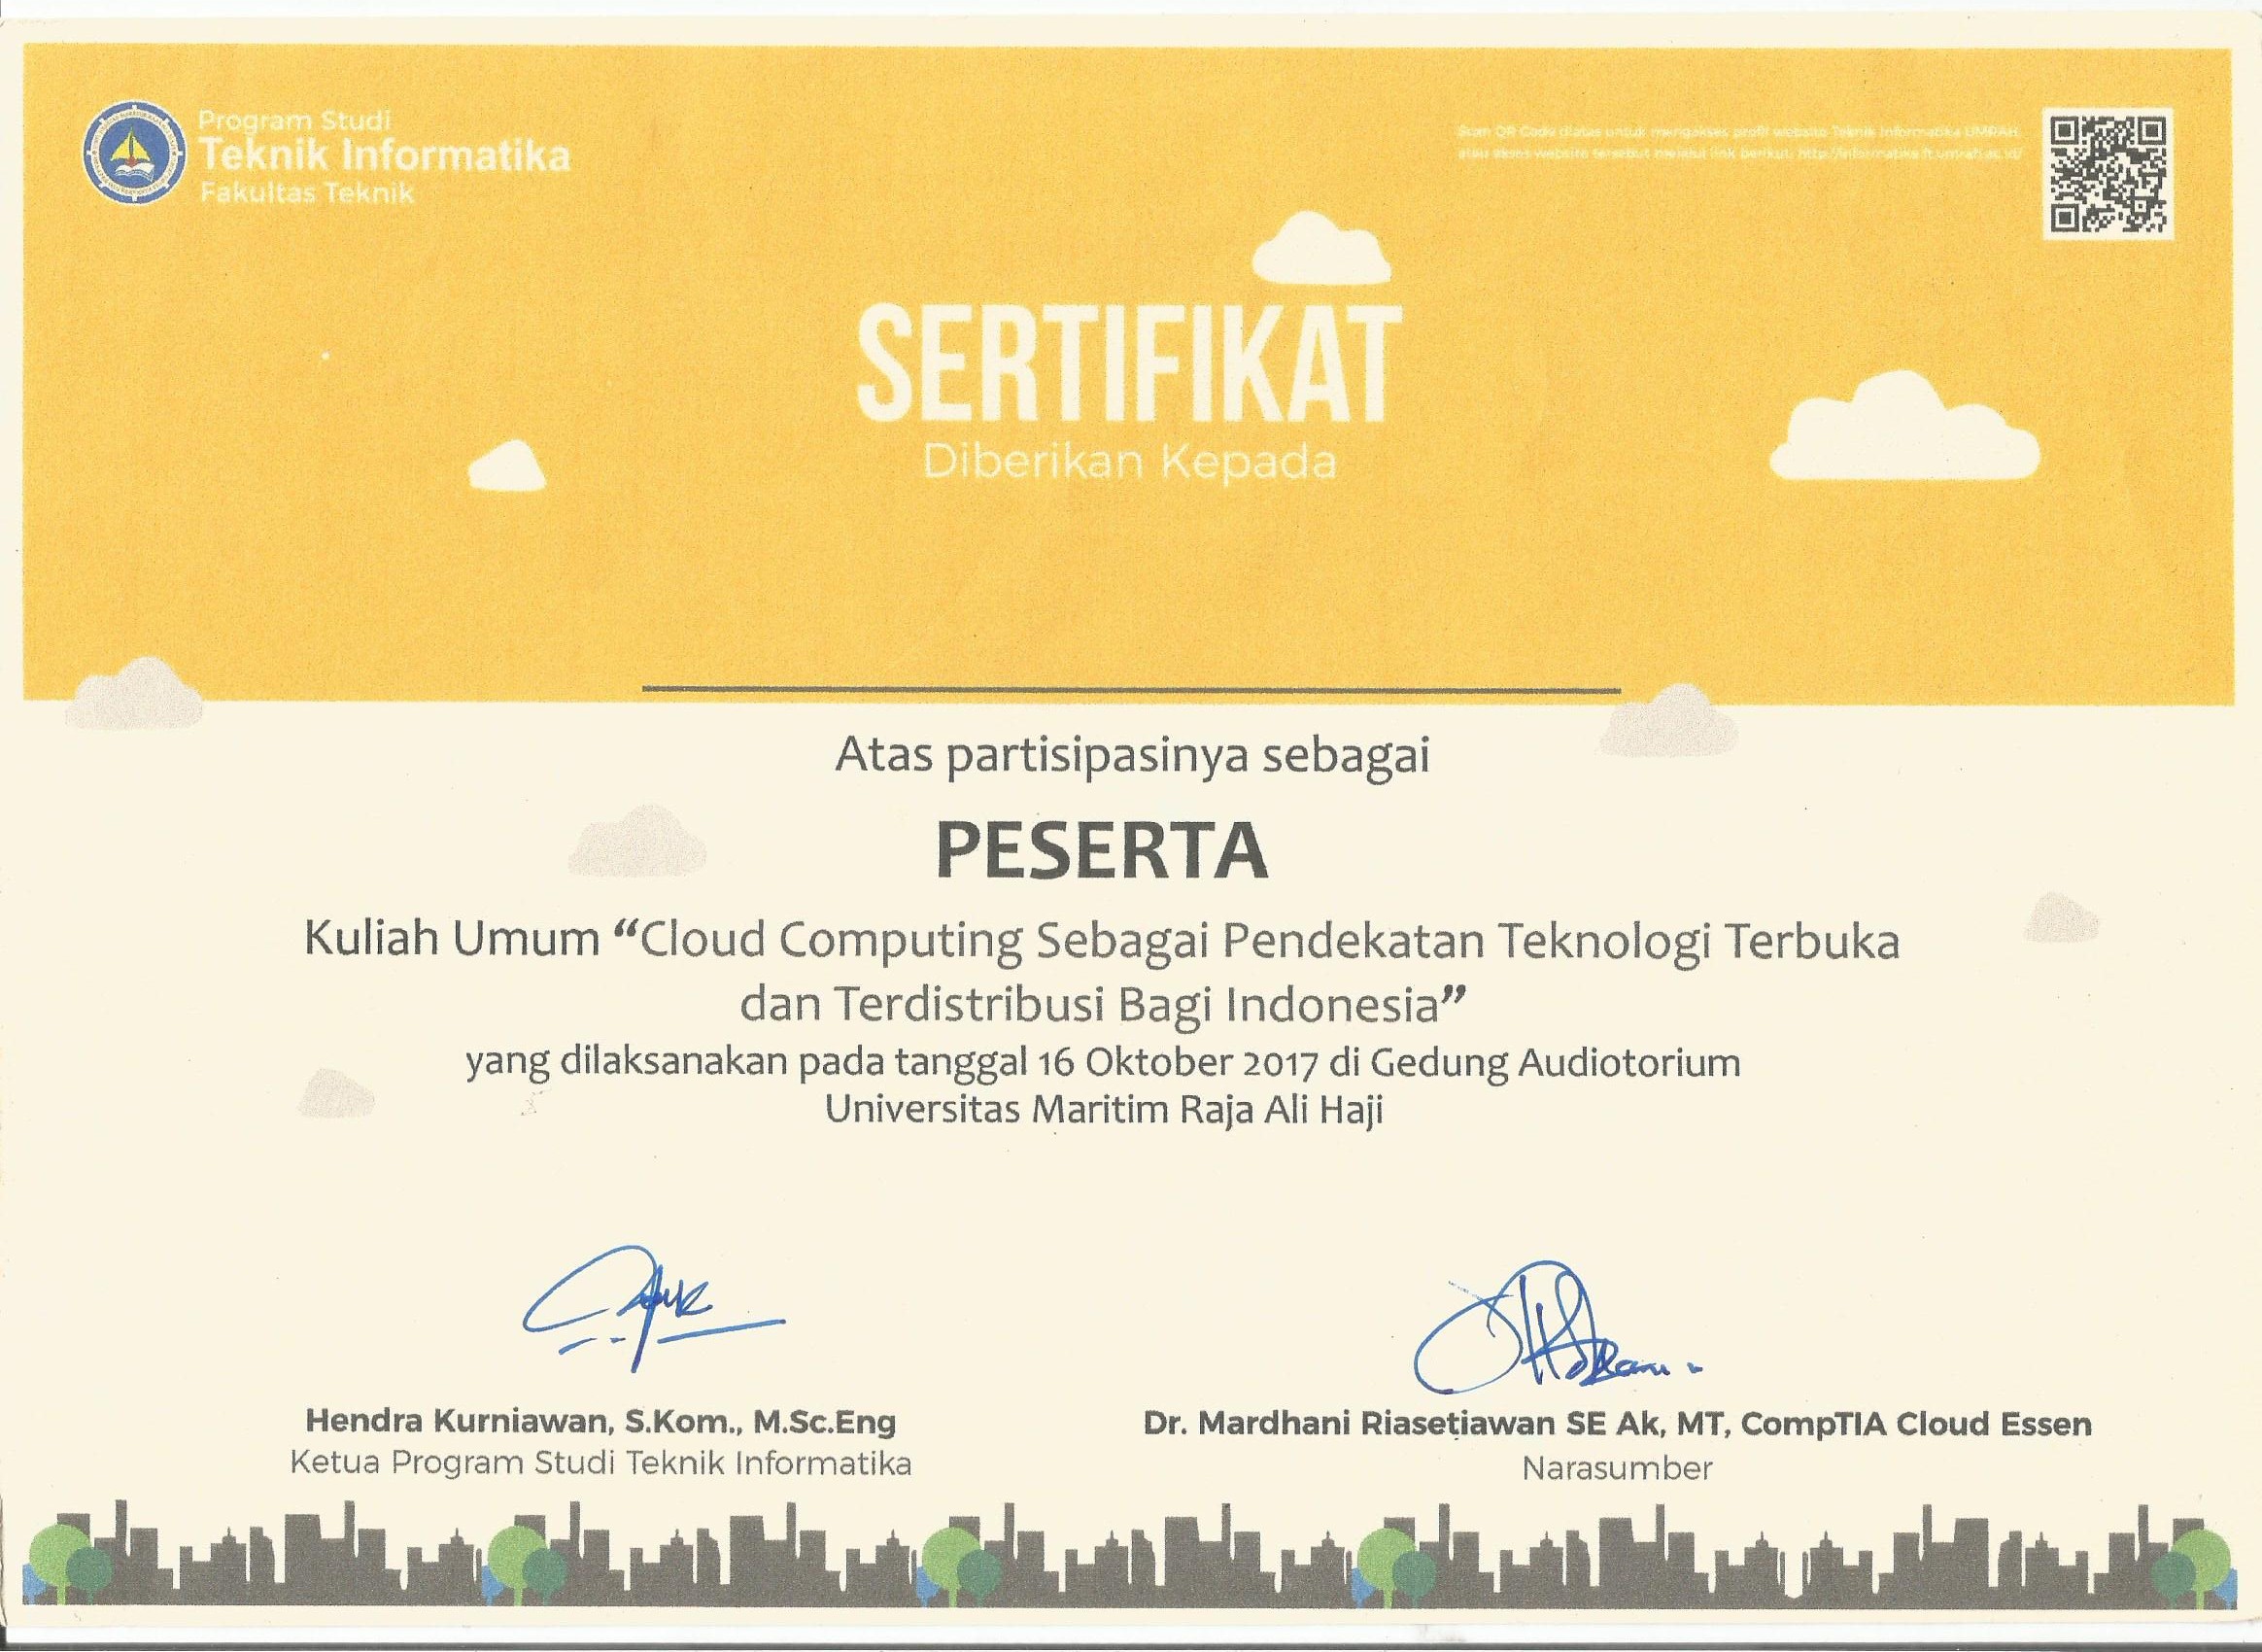 Program Studi
Teknik Informatika
Fakultas Teknik
Scan QR Code diatas untuk mengakses profil website Teknik Informatika UMRAH
atau akses website tersebut melalui link berikut: http://informatika.ft.umrah.ac.id/
SERTIFIKAT
Diberikan Kepada
Atas partisipasinya sebagai
PESERTA
Kuliah Umum “Cloud Computing Sebagai Pendekatan Teknologi Terbuka
dan Terdistribusi Bagi Indonesia”
yang dilaksanakan pada tanggal 16 Oktober 2017 di Gedung Audiotorium
Universitas Maritim Raja Ali Haji
Hendra Kurniawan, S.Kom., M.Sc.Eng
Ketua Program Studi Teknik Informatika
Dr. Mardhani Riasetiawan SE Ak, MT, CompTIA Cloud Essen
Narasumber